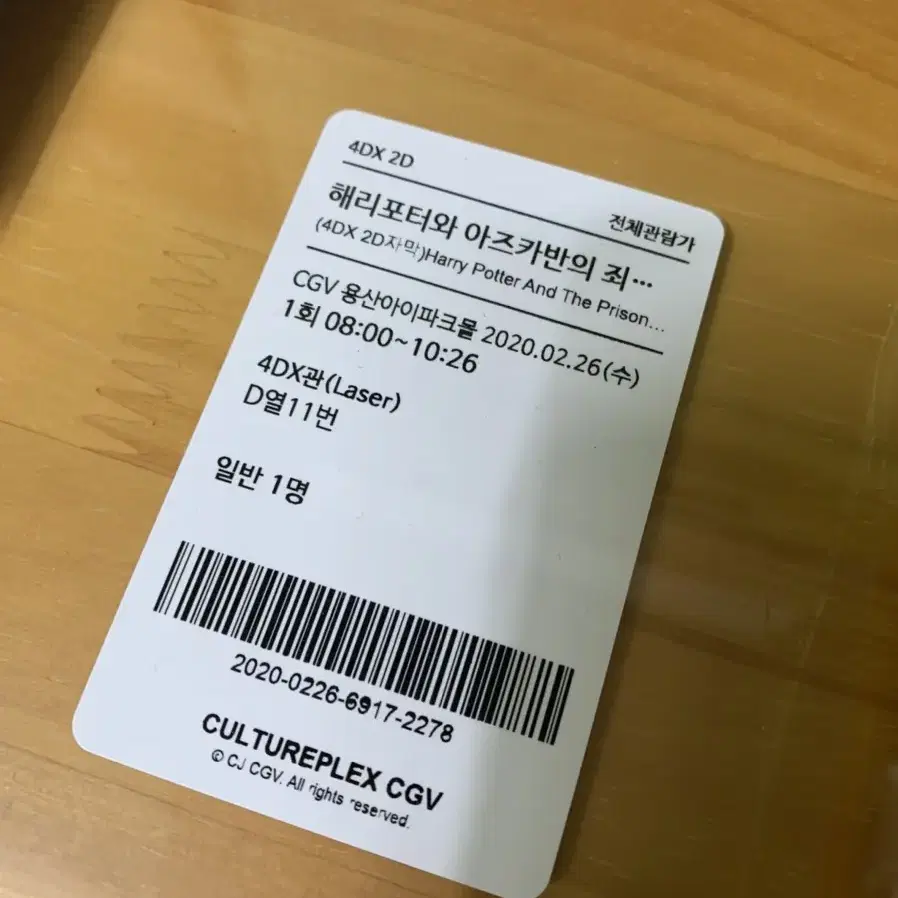 4DX 2D
전체관람가
해리포터와 아즈카반의 죄...
(4DX 2D자막)Harry Potter And The Prison...
CGV 용산아이파크몰 2020.02.26(수)
1회 08:00~10:26
4DX관(Laser)
D열11번
일반 1명
2020-0226-6917-2278
CULTUREPLEX CGV
© CJ CGV. All rights reserved.